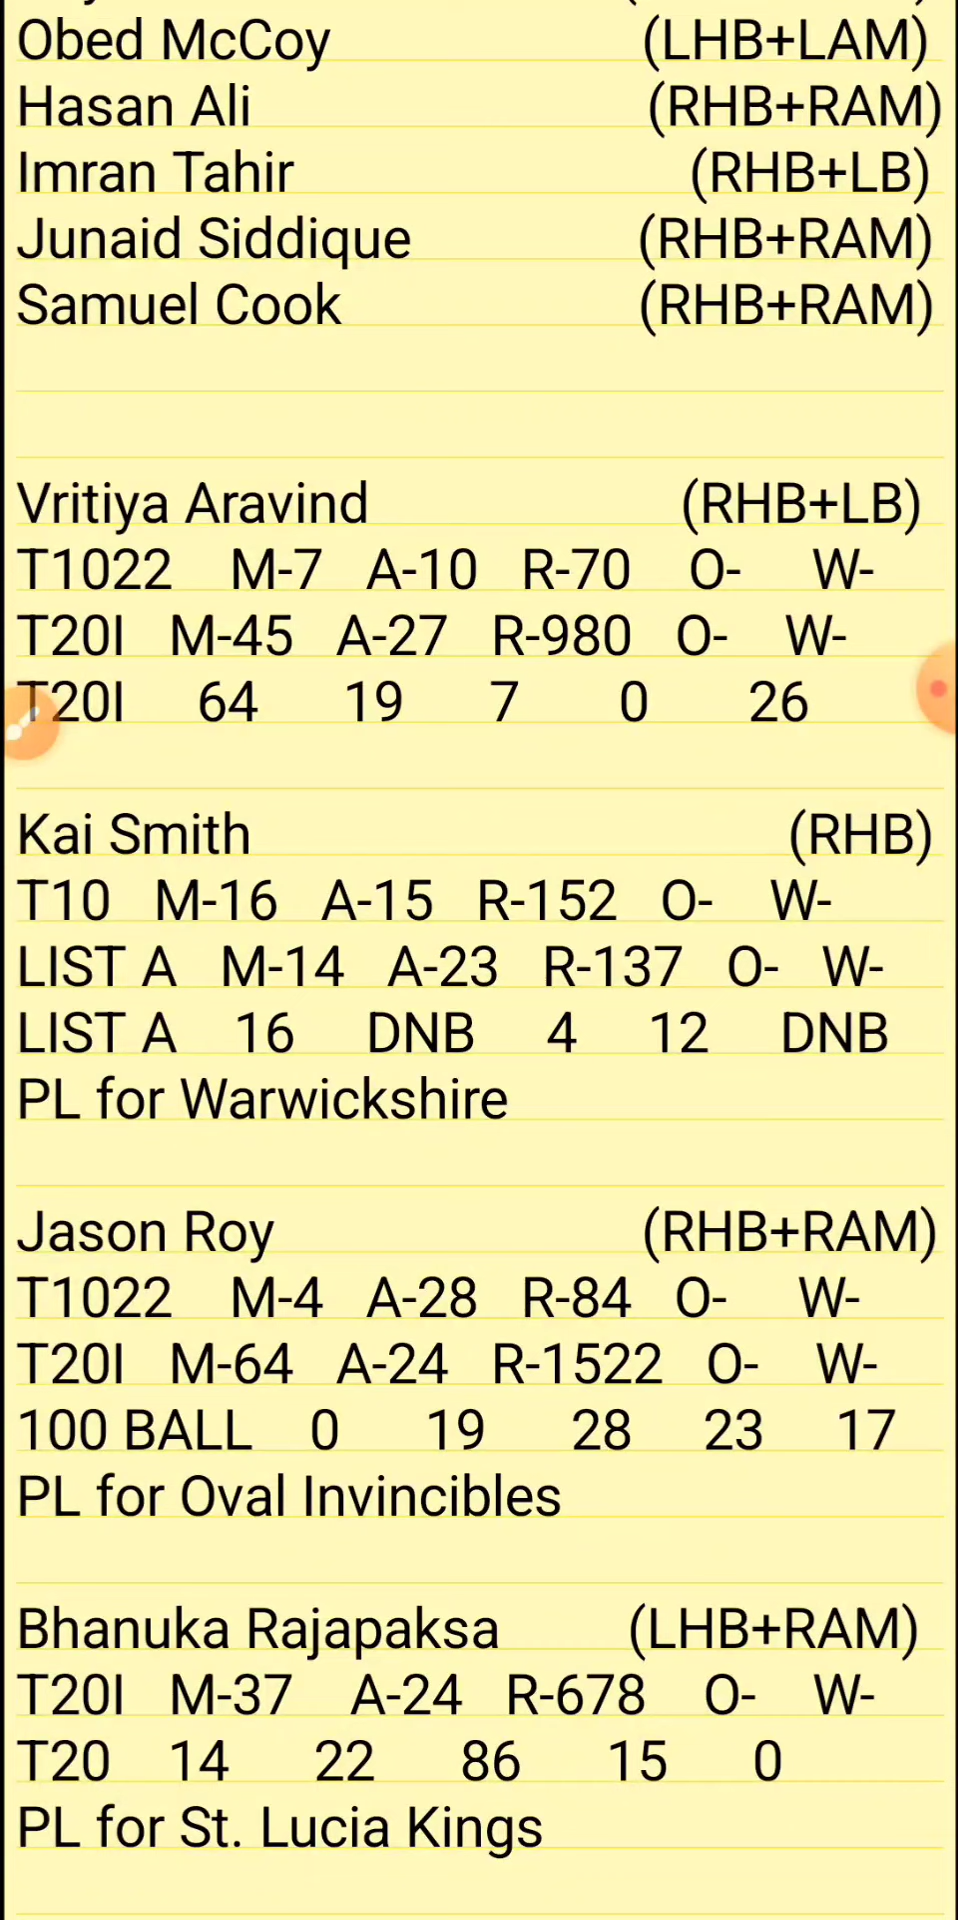 Obed McCoy (LHB+LAM)
Hasan Ali (RHB+RAM)
Imran Tahir (RHB+LB)
Junaid Siddique (RHB+RAM)
Samuel Cook (RHB+RAM)
Vritiya Aravind (RHB+LB)
T1022 M-7 A-10 R-70 O- W-
T20I M-45 A-27 R-980 O- W-
T20I 64 19 7 0 26
Kai Smith (RHB)
T10 M-16 A-15 R-152 O- W-
LIST A M-14 A-23 R-137 O- W-
LIST A 16 DNB 4 12 DNB
PL for Warwickshire
Jason Roy (RHB+RAM)
T1022 M-4 A-28 R-84 O- W-
T20I M-64 A-24 R-1522 O- W-
100 BALL 0 19 28 23 17
PL for Oval Invincibles
Bhanuka Rajapaksa (LHB+RAM)
T20I M-37 A-24 R-678 O- W-
T20 14 22 86 15 0
PL for St. Lucia Kings